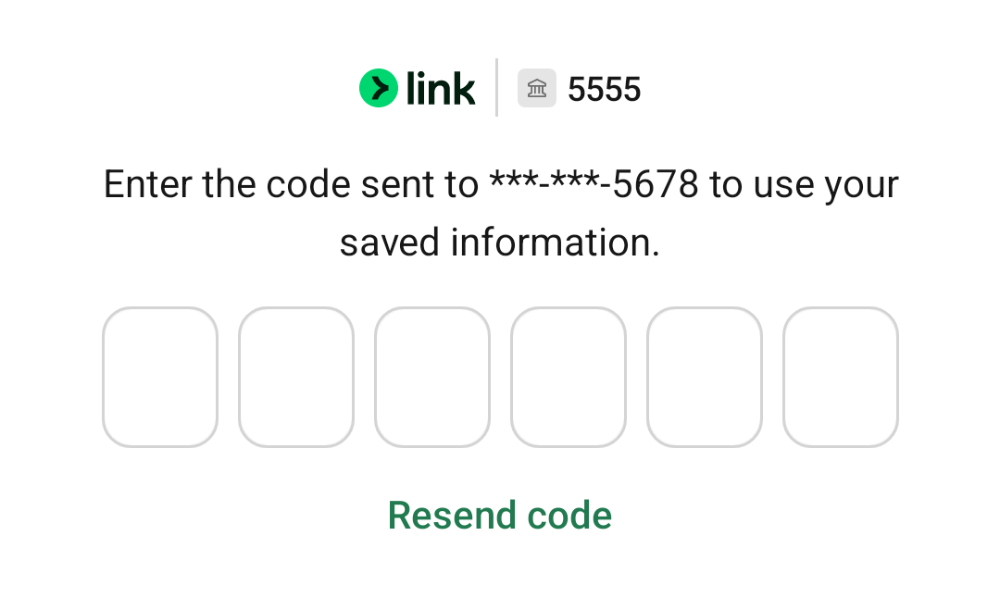 link 5555
Enter the code sent to ***-***-5678 to use your
saved information.
Resend code